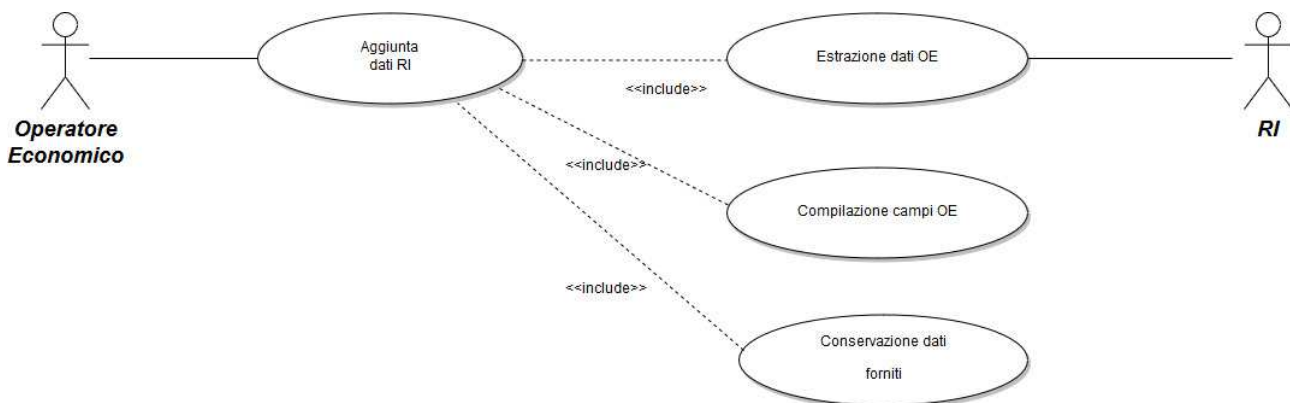 Aggiunta
dati RI
Estrazione dati OE
<<include>>
Operatore
Economico
RI
<<include>>
Compilazione campi OE
<<include>>
Conservazione dati
forniti